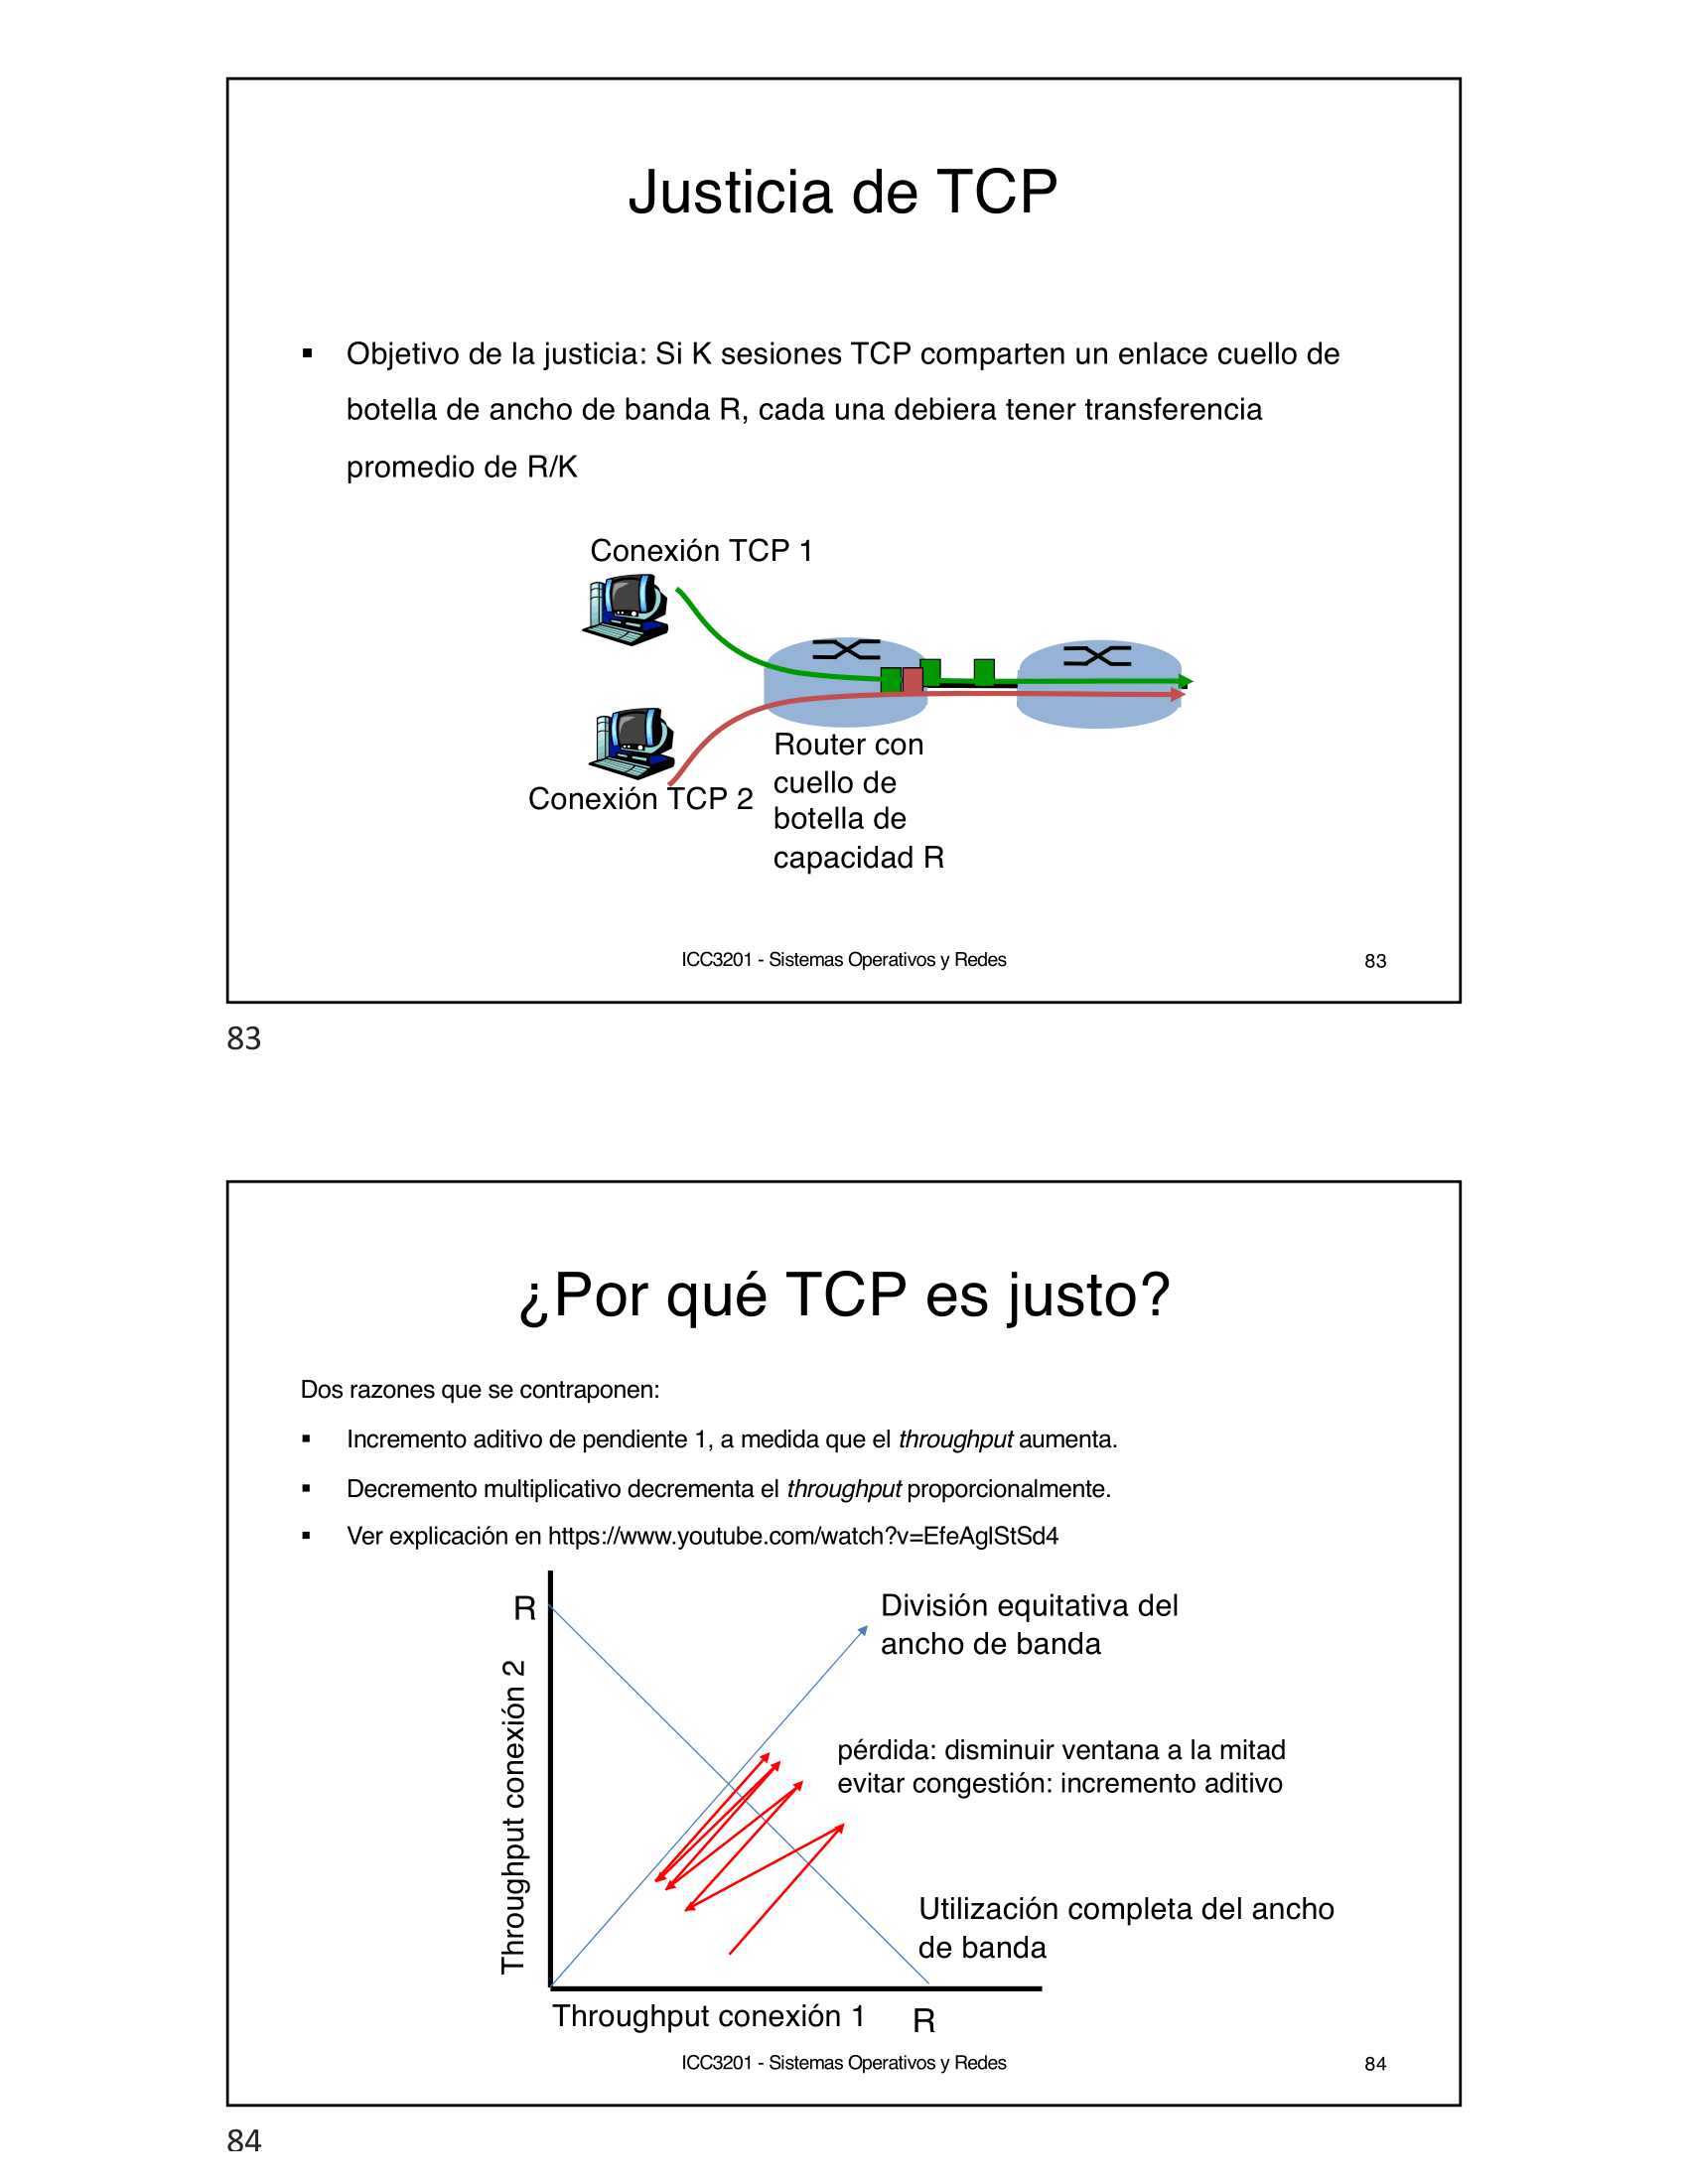 Justicia de TCP
▪ Objetivo de la justicia: Si K sesiones TCP comparten un enlace cuello de
botella de ancho de banda R, cada una debiera tener transferencia
promedio de R/K
Conexión TCP 1
Conexión TCP 2
Router con
cuello de
botella de
capacidad R
ICC3201 - Sistemas Operativos y Redes
83
83
¿Por qué TCP es justo?
Dos razones que se contraponen:
▪ Incremento aditivo de pendiente 1, a medida que el throughput aumenta.
▪ Decremento multiplicativo decrementa el throughput proporcionalmente.
▪ Ver explicación en https://www.youtube.com/watch?v=EfeAglStSd4
R
División equitativa del
ancho de banda
Throughput conexión 2
pérdida: disminuir ventana a la mitad
evitar congestión: incremento aditivo
Utilización completa del ancho
de banda
Throughput conexión 1
R
ICC3201 - Sistemas Operativos y Redes
84
84